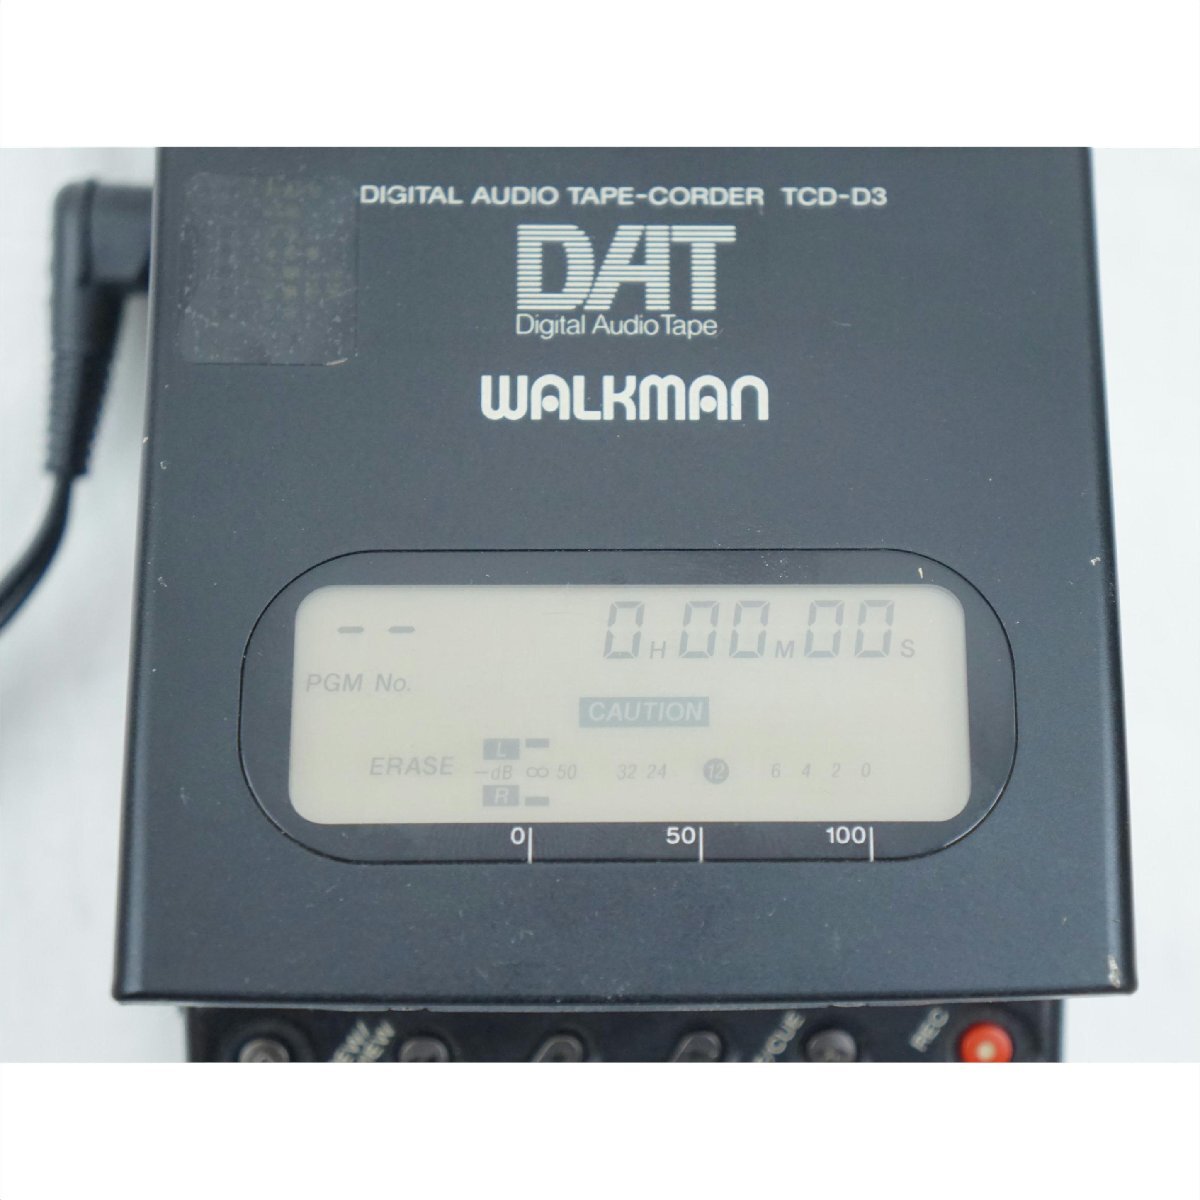 DIGITAL AUDIO TAPE-CORDER TCD-D3
DAT
Digital Audio Tape
WALKMAN
-- 0H 00M 00S
PGM No.
CAUTION
L
ERASE -dB ∞ 50 32 24 12 6 4 2 0
R
0 50 100
CUE REC